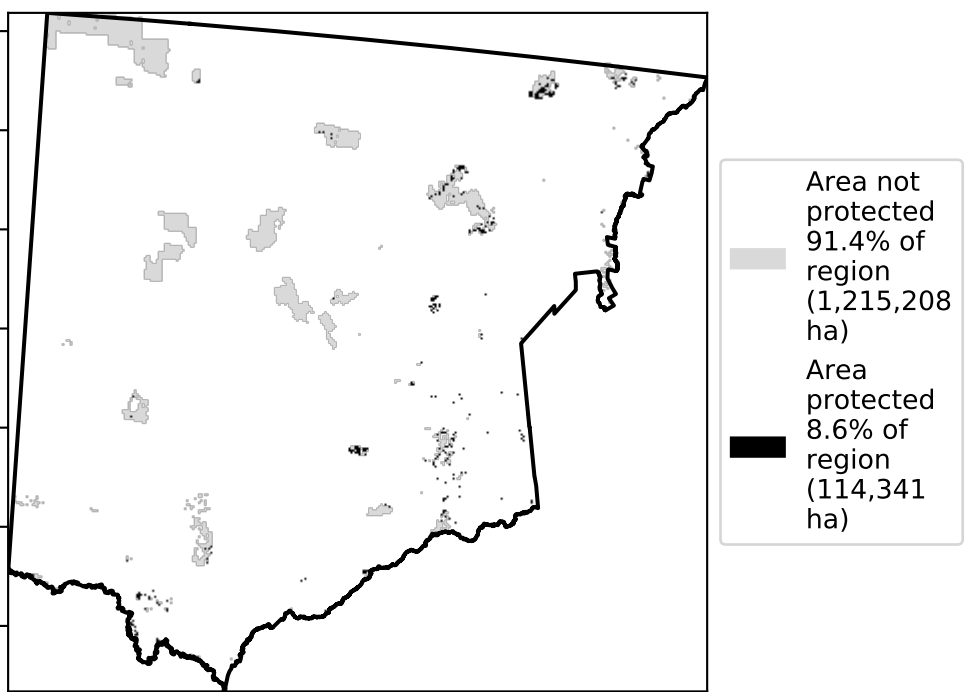 Area not
protected
91.4% of
region
(1,215,208
ha)
Area
protected
8.6% of
region
(114,341
ha)